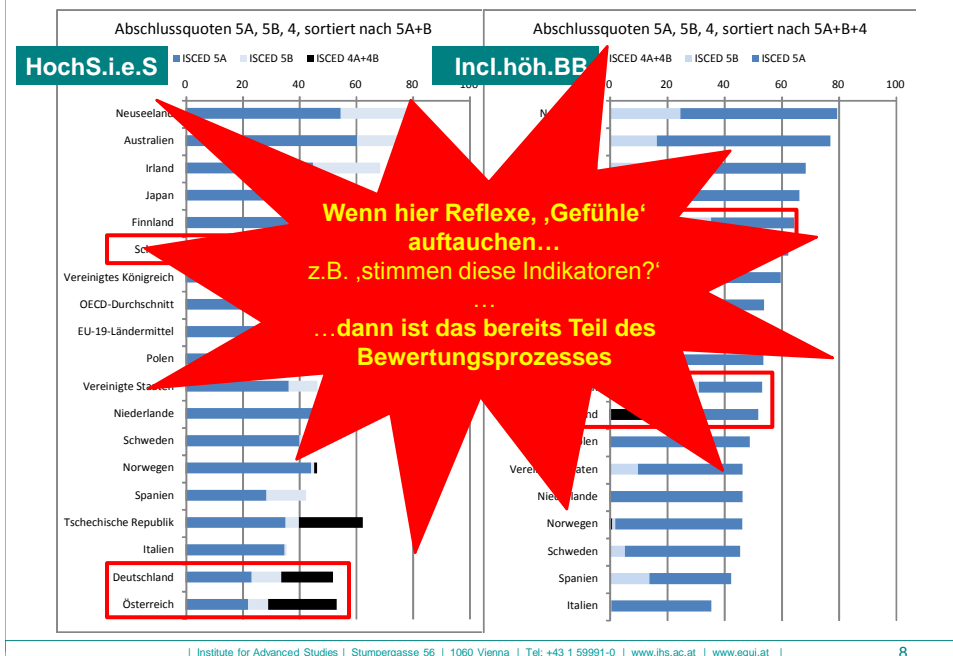 Abschlussquoten 5A, 5B, 4, sortiert nach 5A+B
HochS.i.e.S
ISCED 5A ISCED 5B ISCED 4A+4B
0 20 40 60 80 100
Neuseeland
Australien
Irland
Japan
Finnland
Vereinigtes Königreich
OECD-Durchschnitt
EU-19-Ländermittel
Polen
Vereinigte Staaten
Niederlande
Schweden
Norwegen
Spanien
Tschechische Republik
Italien
Deutschland
Österreich
Abschlussquoten 5A, 5B, 4, sortiert nach 5A+B+4
Incl.höh.BB
ISCED 4A+4B ISCED 5B ISCED 5A
0 20 40 60 80 100
Niederlande
Norwegen
Schweden
Spanien
Italien
Wenn hier Reflexe, ‚Gefühle‘
auftauchen…
z.B. ‚stimmen diese Indikatoren?‘
…
…dann ist das bereits Teil des
Bewertungsprozesses
| Institute for Advanced Studies | Stumpergasse 56 | 1060 Vienna | Tel: +43 1 59991-0 | www.ihs.ac.at | www.equi.at |
8